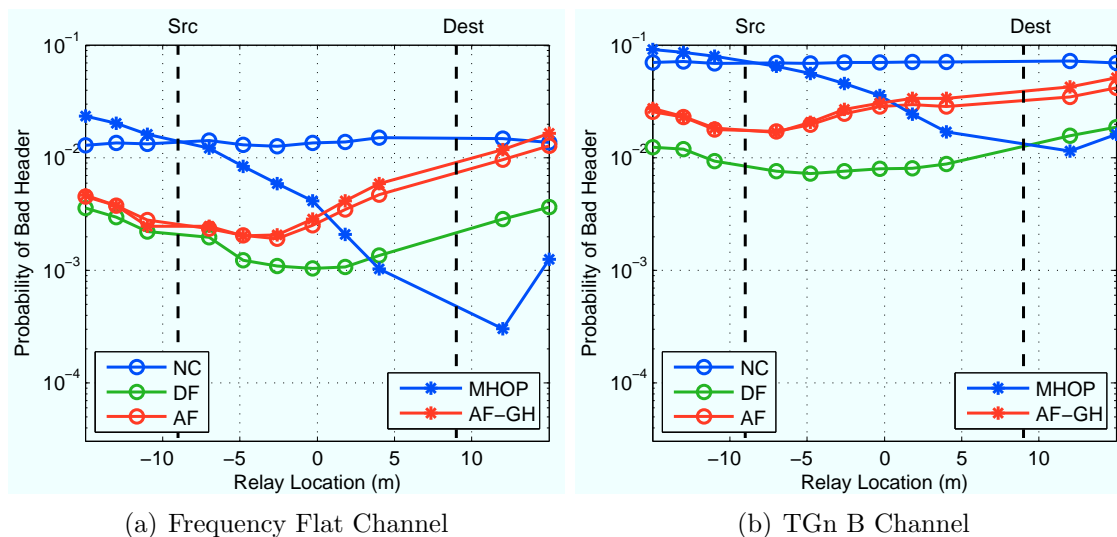 Src Dest
Probability of Bad Header
10⁻¹
10⁻²
10⁻³
10⁻⁴
NC
DF
AF
MHOP
AF−GH
−10 −5 0 5 10
Relay Location (m)
(a) Frequency Flat Channel
Src Dest
Probability of Bad Header
10⁻¹
10⁻²
10⁻³
10⁻⁴
NC
DF
AF
MHOP
AF−GH
−10 −5 0 5 10
Relay Location (m)
(b) TGn B Channel